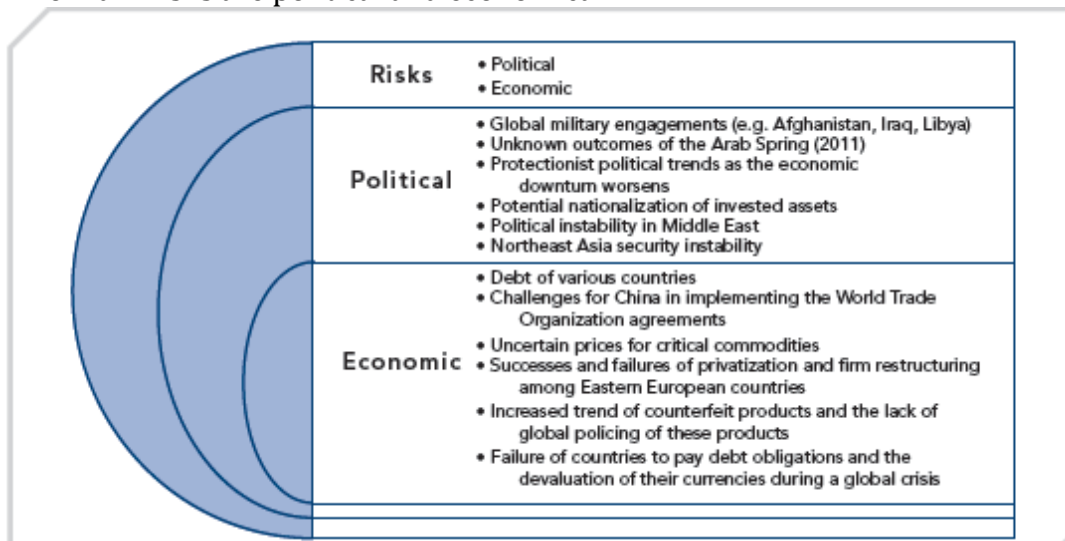 Risks
• Political
• Economic
Political
• Global military engagements (e.g. Afghanistan, Iraq, Libya)
• Unknown outcomes of the Arab Spring (2011)
• Protectionist political trends as the economic
downturn worsens
• Potential nationalization of invested assets
• Political instability in Middle East
• Northeast Asia security instability
Economic
• Debt of various countries
• Challenges for China in implementing the World Trade
Organization agreements
• Uncertain prices for critical commodities
• Successes and failures of privatization and firm restructuring
among Eastern European countries
• Increased trend of counterfeit products and the lack of
global policing of these products
• Failure of countries to pay debt obligations and the
devaluation of their currencies during a global crisis